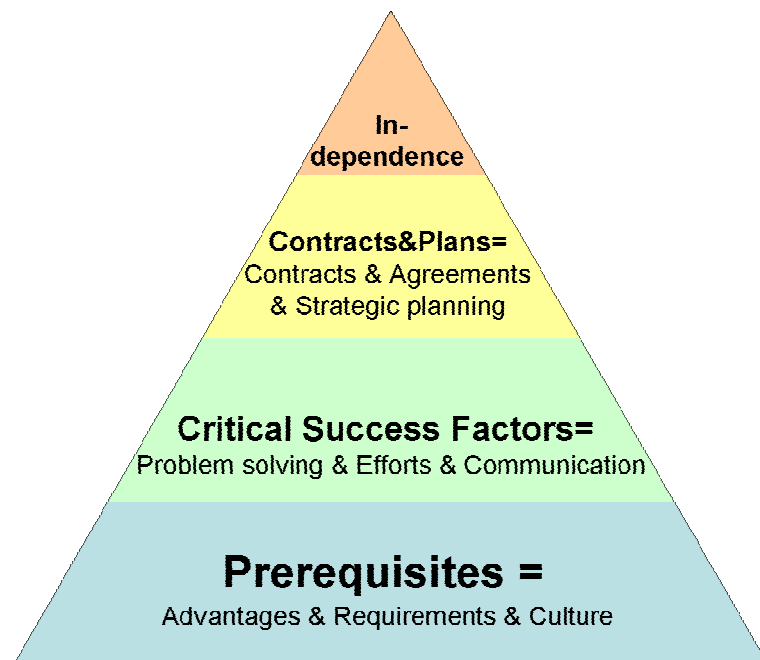 In-
dependence
Contracts&Plans=
Contracts & Agreements
& Strategic planning
Critical Success Factors=
Problem solving & Efforts & Communication
Prerequisites =
Advantages & Requirements & Culture